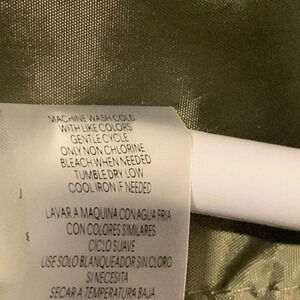 MACHINE WASH COLD
WITH LIKE COLORS
GENTLE CYCLE
ONLY NON CHLORINE
BLEACH WHEN NEEDED
TUMBLE DRY LOW
COOL IRON IF NEEDED
LAVAR A MAQUINA CON AGUA FRIA
CON COLORES SIMILARES
CICLO SUAVE
USE SOLO BLANQUEADOR SIN CLORO
SI NECESITA
SECAR A TEMPERATURA BAJA